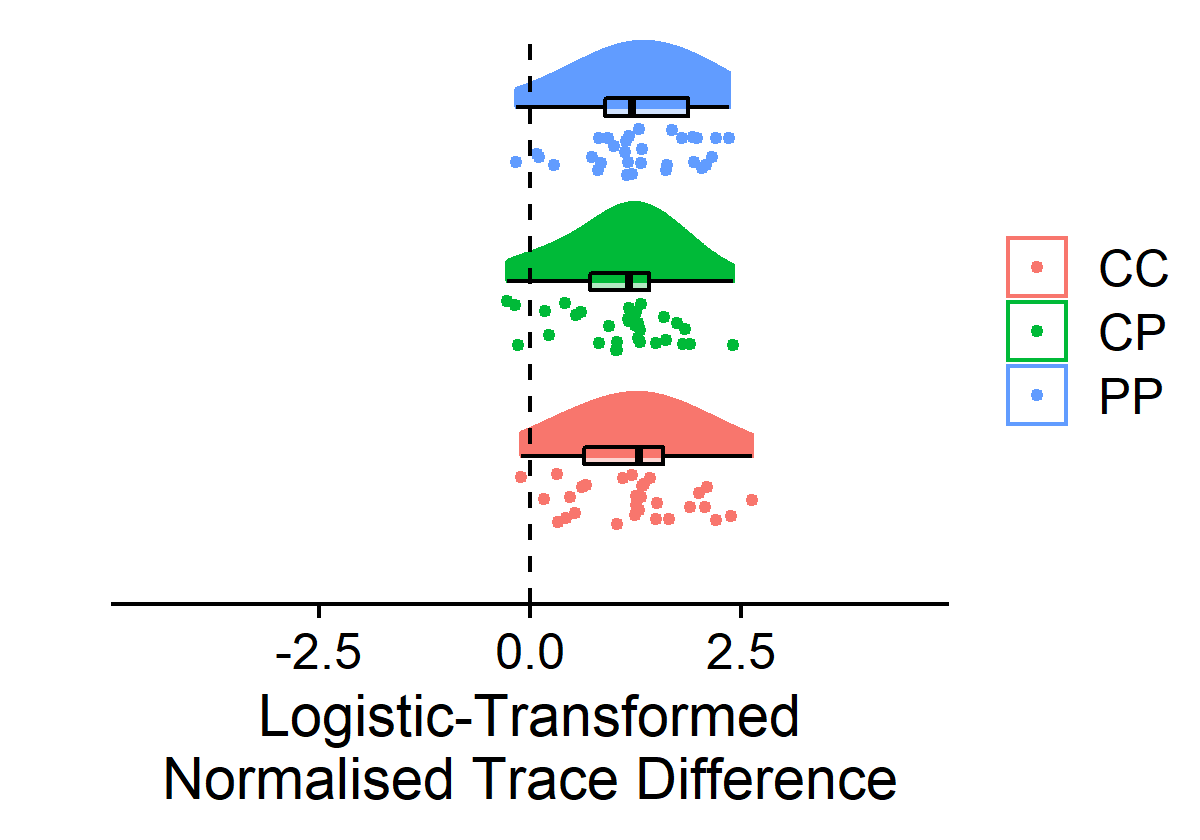 CC
CP
PP
-2.5
0.0
2.5
Logistic-Transformed
Normalised Trace Difference